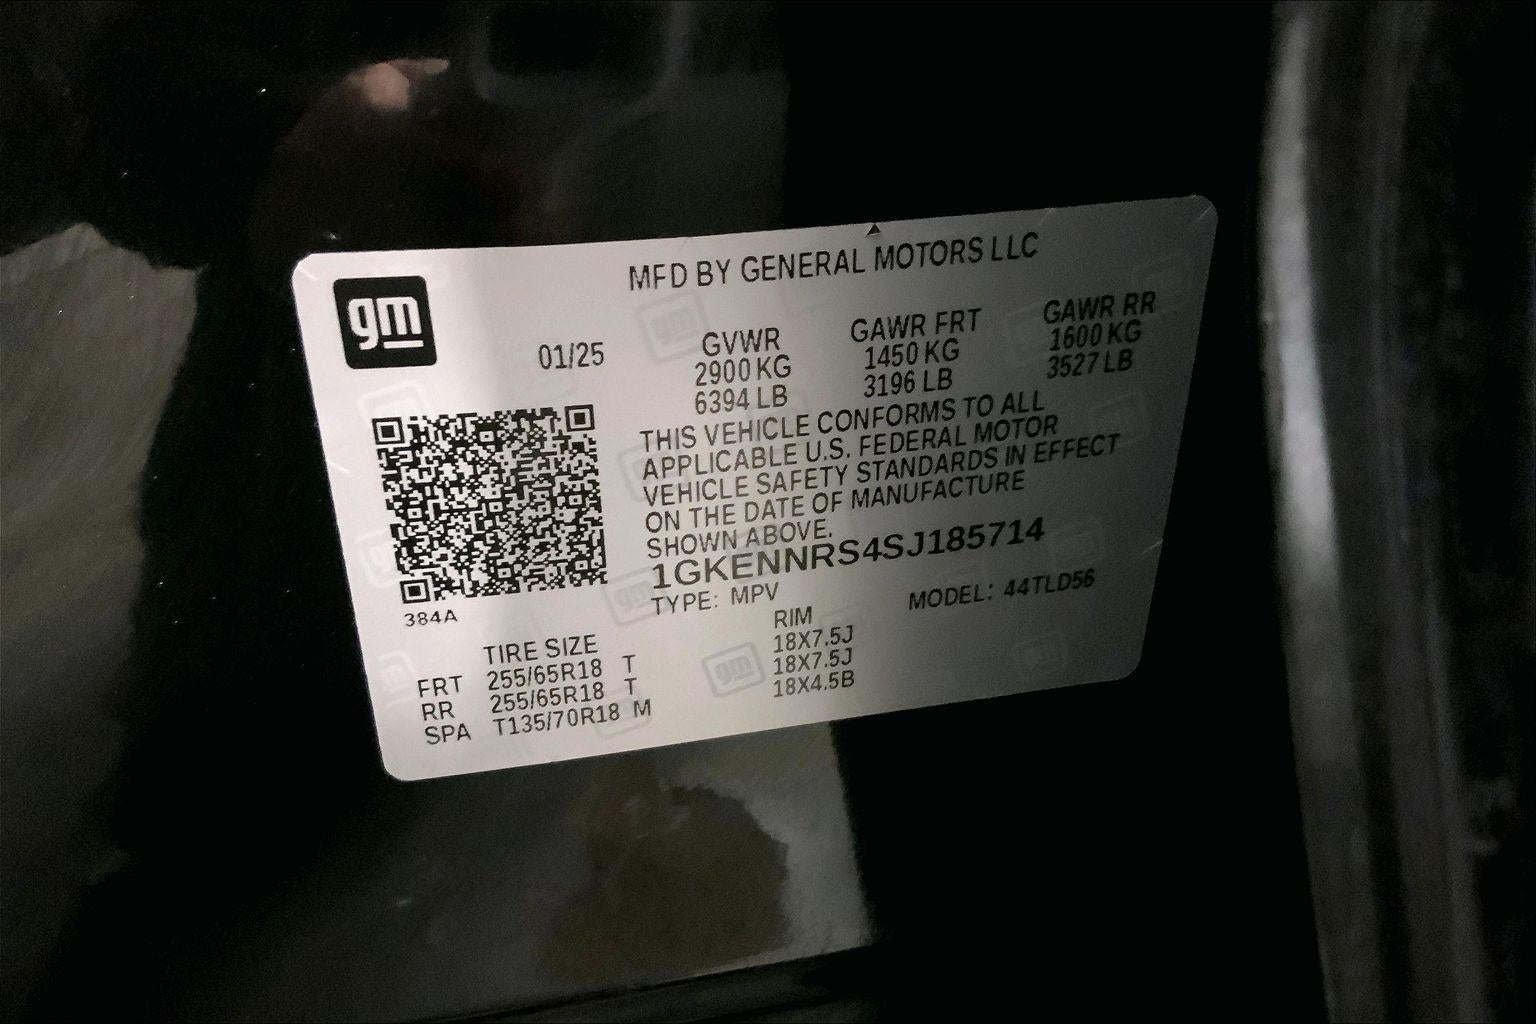 gm
MFD BY GENERAL MOTORS LLC
01/25
GVWR
2900 KG
6394 LB
GAWR FRT
1450 KG
3196 LB
GAWR RR
1600 KG
3527 LB
THIS VEHICLE CONFORMS TO ALL
APPLICABLE U.S. FEDERAL MOTOR
VEHICLE SAFETY STANDARDS IN EFFECT
ON THE DATE OF MANUFACTURE
SHOWN ABOVE.
1GKENNRS4SJ185714
TYPE: MPV MODEL: 44TLD56
384A
TIRE SIZE RIM
FRT 255/65R18 T 18X7.5J
RR 255/65R18 T 18X7.5J
SPA T135/70R18 M 18X4.5B